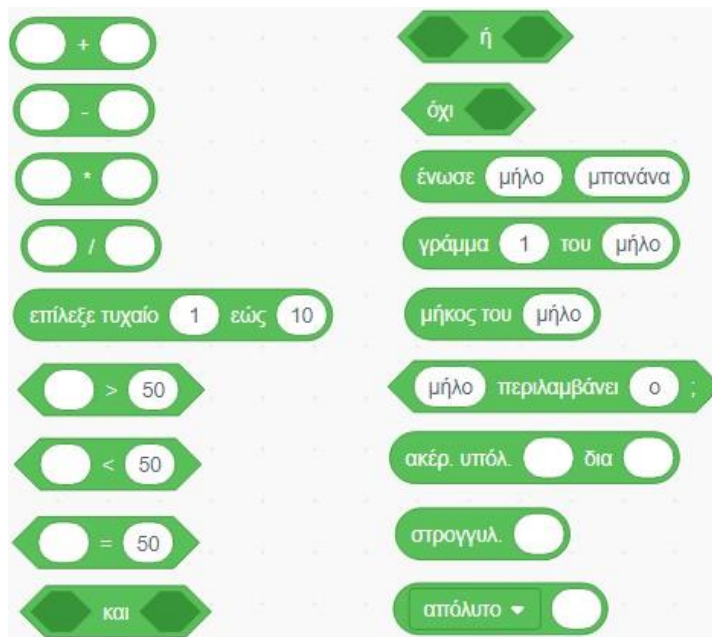 +
-
*
/
επίλεξε τυχαίο 1 εώς 10
> 50
< 50
= 50
και
ή
όχι
ένωσε μήλο μπανάνα
γράμμα 1 του μήλο
μήκος του μήλο
μήλο περιλαμβάνει ο ;
ακέρ. υπόλ. δια
στρογγυλ.
απόλυτο